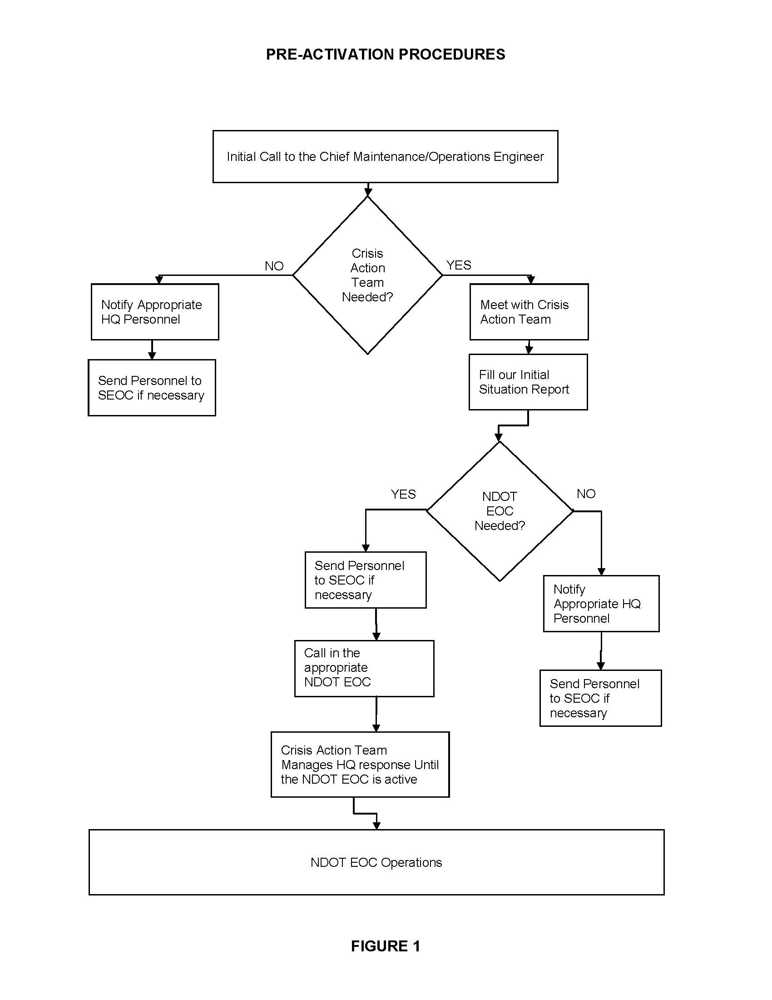 PRE-ACTIVATION PROCEDURES
Initial Call to the Chief Maintenance/Operations Engineer
Crisis
Action
Team
Needed?
NO
YES
Notify Appropriate
HQ Personnel
Send Personnel to
SEOC if necessary
Meet with Crisis
Action Team
Fill our Initial
Situation Report
NDOT
EOC
Needed?
YES
NO
Send Personnel
to SEOC if
necessary
Call in the
appropriate
NDOT EOC
Crisis Action Team
Manages HQ response Until
the NDOT EOC is active
Notify
Appropriate HQ
Personnel
Send Personnel
to SEOC if
necessary
NDOT EOC Operations
FIGURE 1